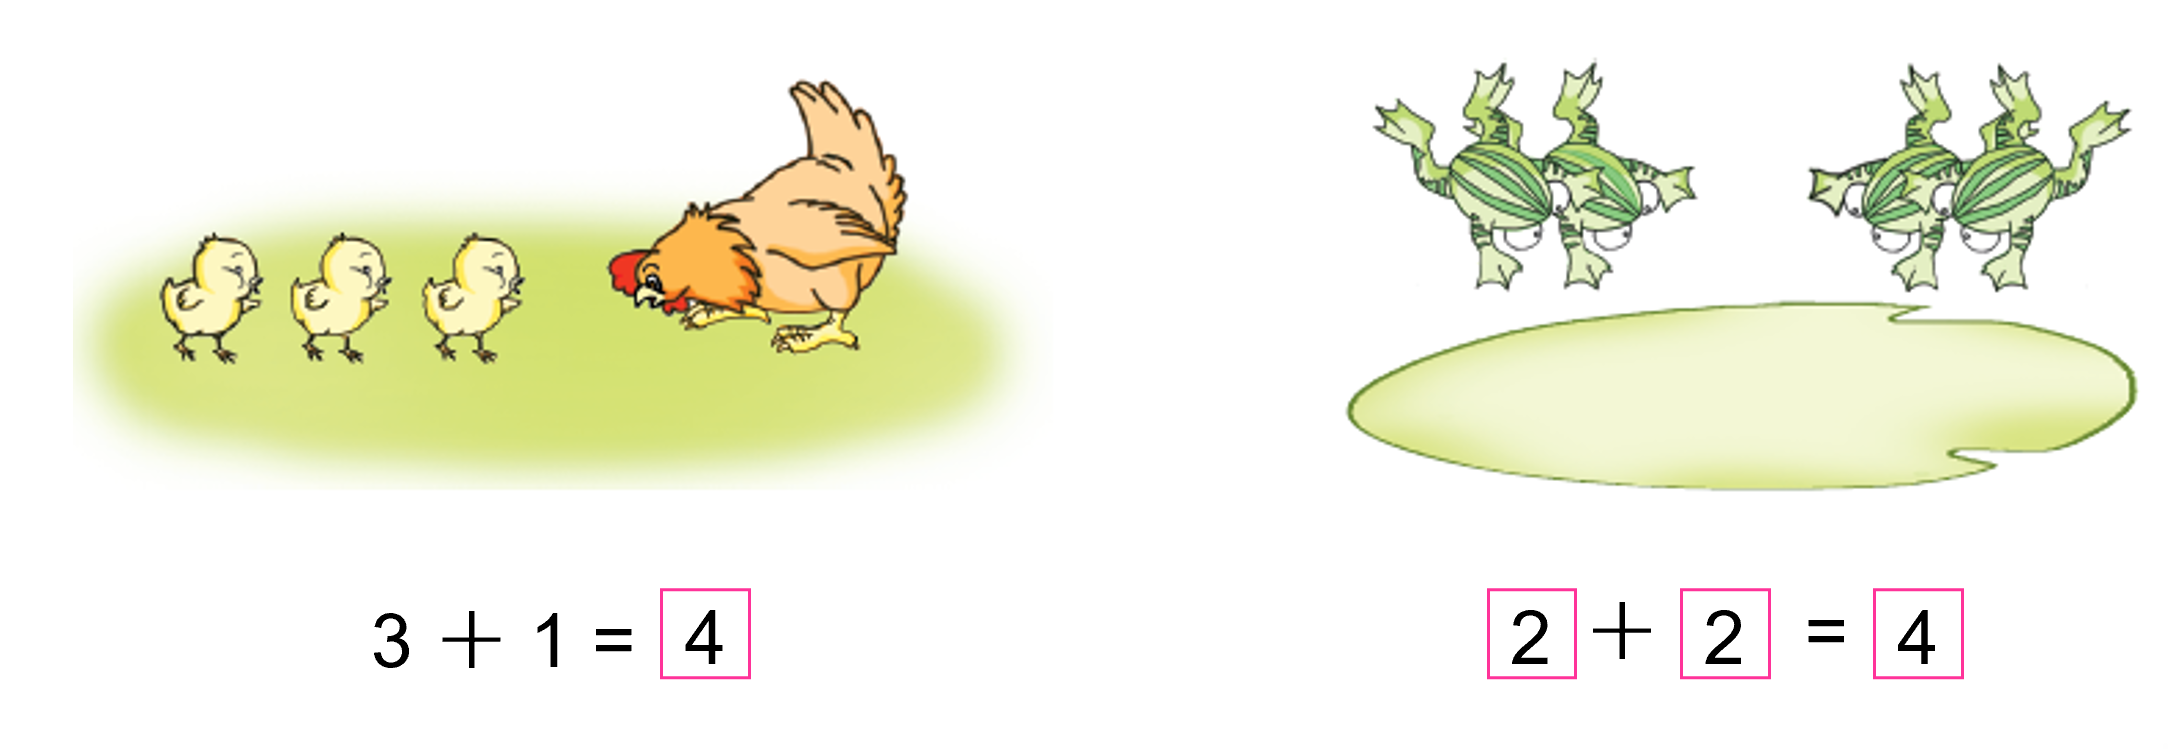 3 + 1 = 4
2 + 2 = 4